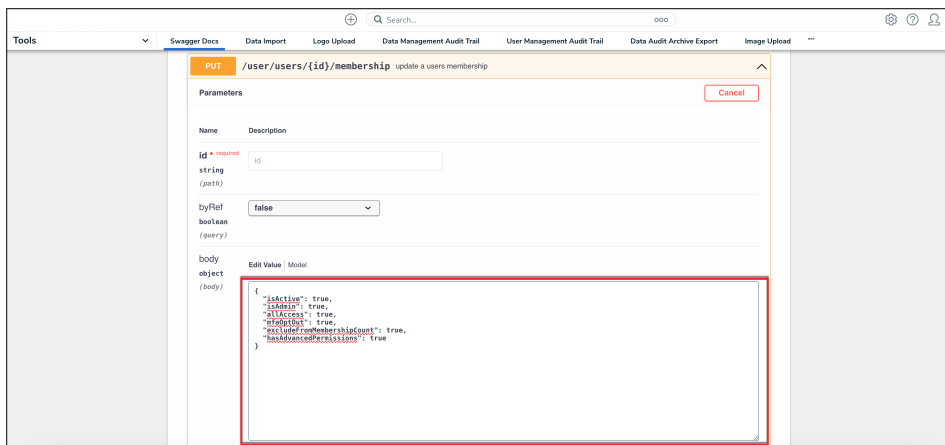 Search...
Tools
Swagger Docs Data Import Logo Upload Data Management Audit Trail User Management Audit Trail Data Audit Archive Export Image Upload ...
PUT /user/users/{id}/membership update a users membership
Parameters Cancel
Name Description
id * required
string
(path)
id
byRef
boolean
(query)
false
body
object
(body)
Edit Value | Model
{
"isActive": true,
"isAdmin": true,
"allAccess": true,
"mfaOptOut": true,
"excludeFromMembershipCount": true,
"hasAdvancedPermissions": true
}